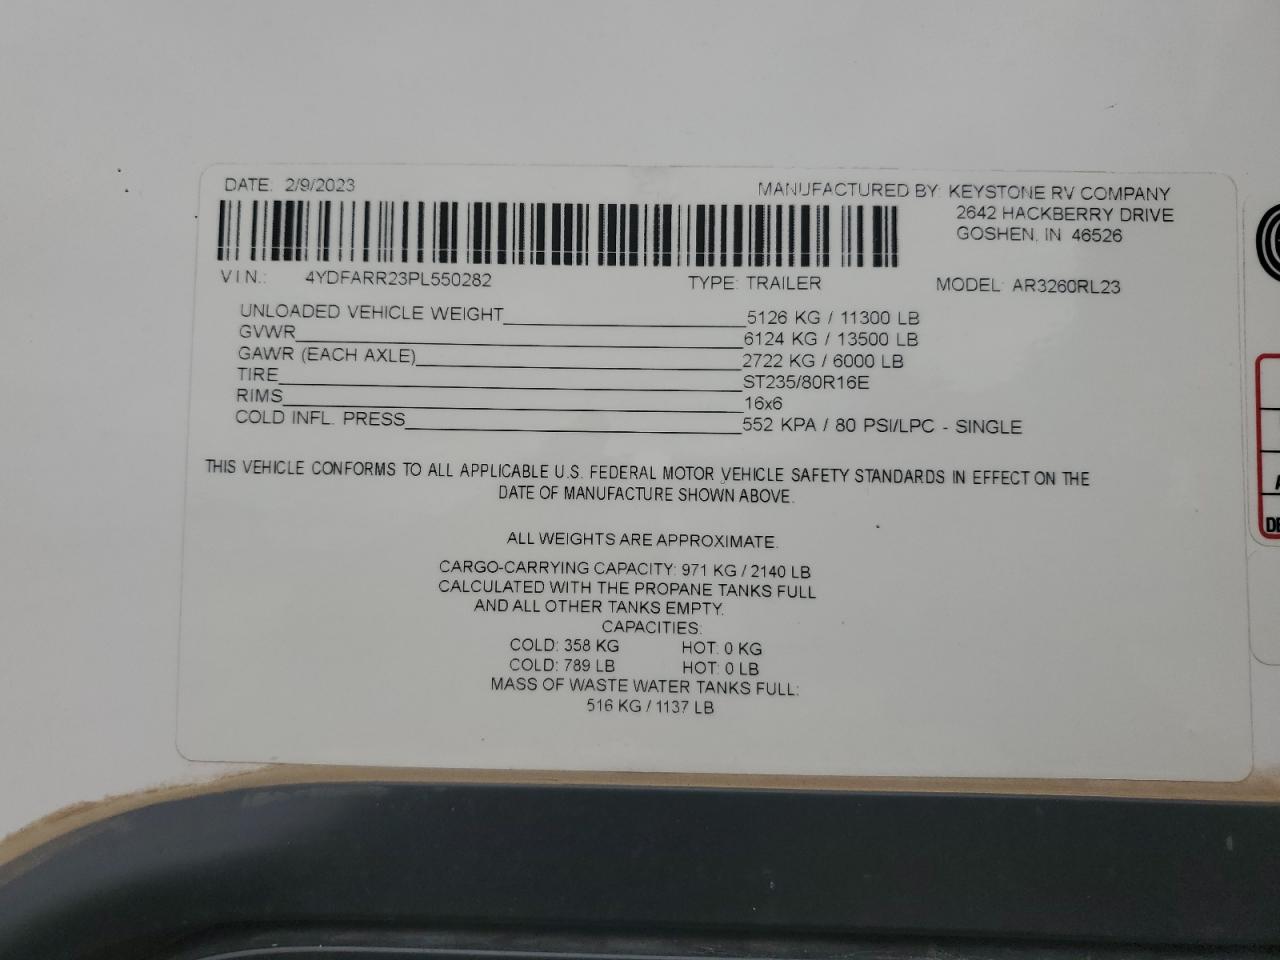 DATE: 2/9/2023
MANUFACTURED BY: KEYSTONE RV COMPANY
2642 HACKBERRY DRIVE
GOSHEN, IN 46526
V I N.: 4YDFARR23PL550282 TYPE: TRAILER MODEL: AR3260RL23
UNLOADED VEHICLE WEIGHT 5126 KG / 11300 LB
GVWR 6124 KG / 13500 LB
GAWR (EACH AXLE) 2722 KG / 6000 LB
TIRE ST235/80R16E
RIMS 16x6
COLD INFL. PRESS 552 KPA / 80 PSI/LPC - SINGLE
THIS VEHICLE CONFORMS TO ALL APPLICABLE U.S. FEDERAL MOTOR VEHICLE SAFETY STANDARDS IN EFFECT ON THE
DATE OF MANUFACTURE SHOWN ABOVE.
ALL WEIGHTS ARE APPROXIMATE.
CARGO-CARRYING CAPACITY: 971 KG / 2140 LB
CALCULATED WITH THE PROPANE TANKS FULL
AND ALL OTHER TANKS EMPTY.
CAPACITIES:
COLD: 358 KG HOT: 0 KG
COLD: 789 LB HOT: 0 LB
MASS OF WASTE WATER TANKS FULL:
516 KG / 1137 LB